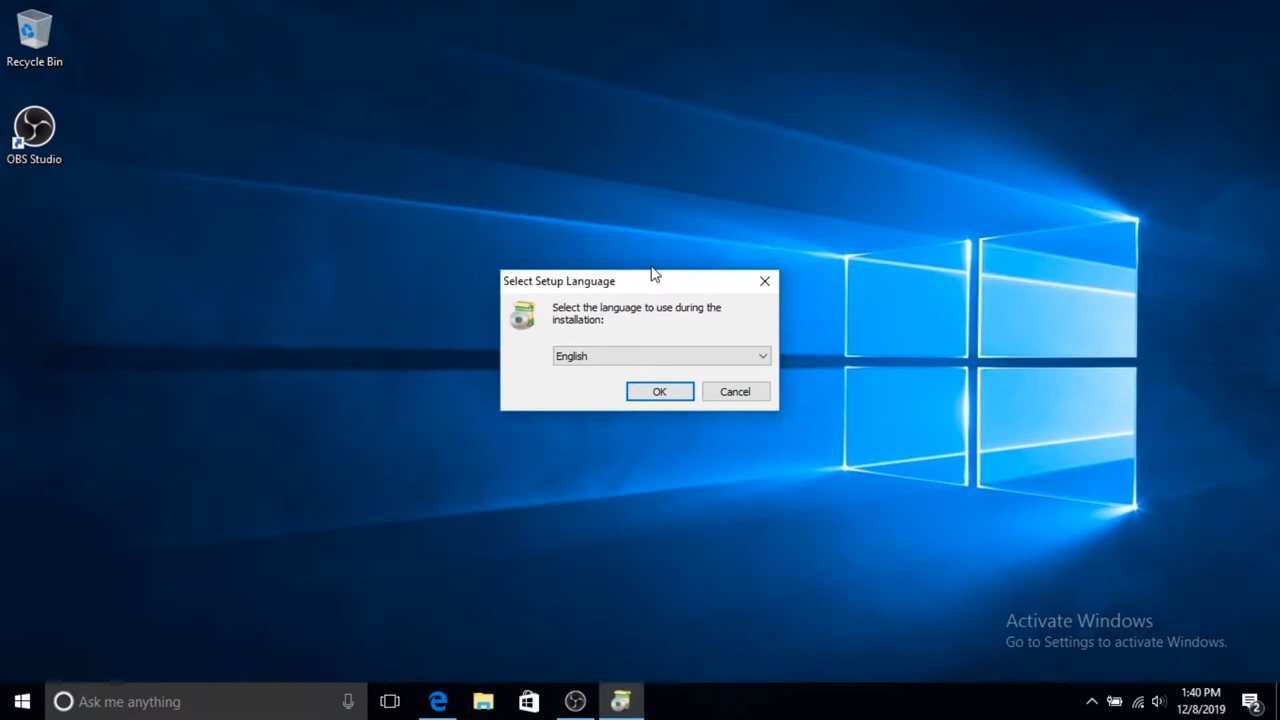 Recycle Bin
OBS Studio
Select Setup Language
Select the language to use during the
installation:
English
OK
Cancel
Activate Windows
Go to Settings to activate Windows.
Ask me anything
1:40 PM
12/8/2019
2